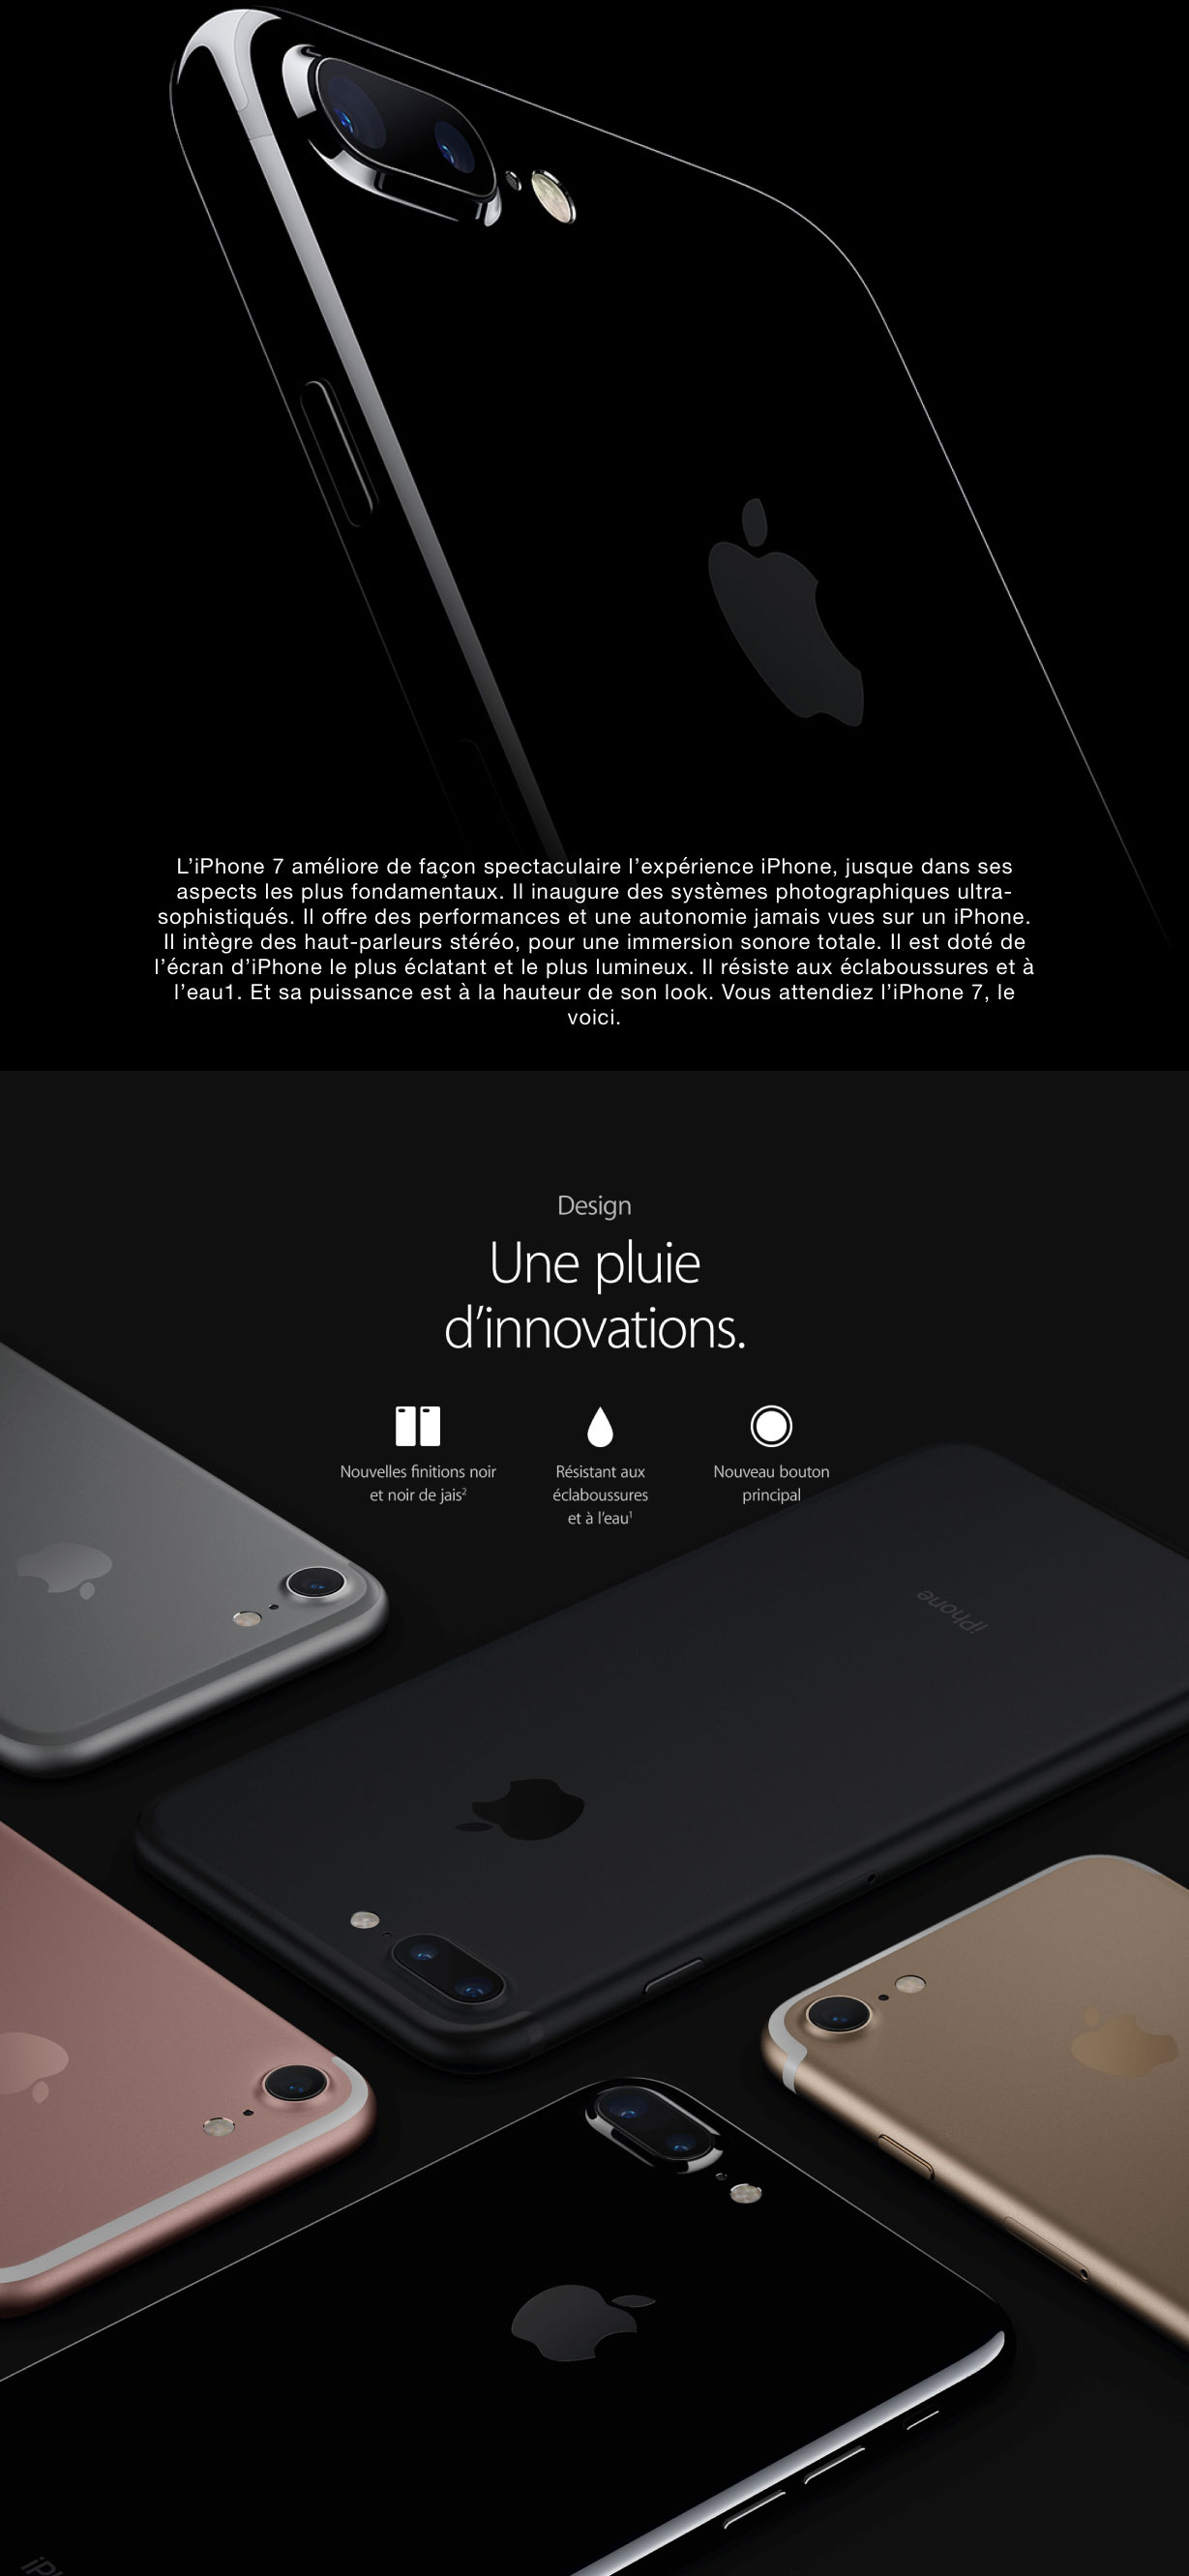 L’iPhone 7 améliore de façon spectaculaire l’expérience iPhone, jusque dans ses
aspects les plus fondamentaux. Il inaugure des systèmes photographiques ultra-
sophistiqués. Il offre des performances et une autonomie jamais vues sur un iPhone.
Il intègre des haut-parleurs stéréo, pour une immersion sonore totale. Il est doté de
l’écran d’iPhone le plus éclatant et le plus lumineux. Il résiste aux éclaboussures et à
l’eau1. Et sa puissance est à la hauteur de son look. Vous attendiez l’iPhone 7, le
voici.
Design
Une pluie
d’innovations.
Nouvelles finitions noir
et noir de jais²
Résistant aux
éclaboussures
et à l’eau¹
Nouveau bouton
principal
iPhone